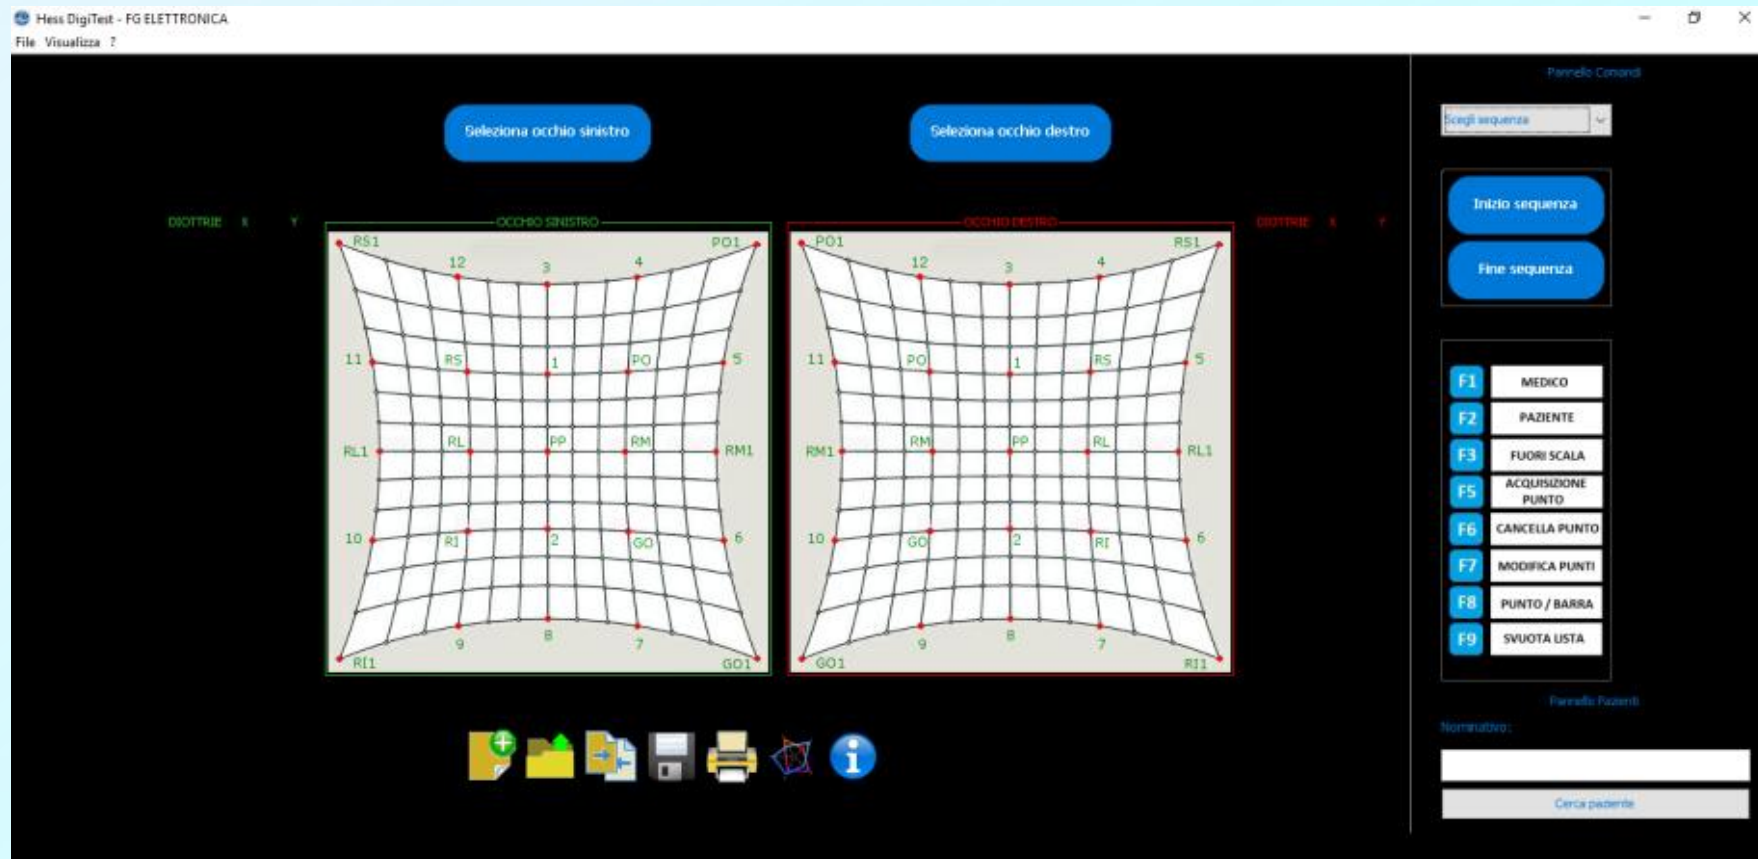 Hess DigiTest - FG ELETTRONICA
File Visualizza ?
Pannello Comandi
Seleziona occhio sinistro
Seleziona occhio destro
Scegli sequenza
Inizio sequenza
Fine sequenza
DIOTTRIE X Y
OCCHIO SINISTRO
OCCHIO DESTRO
DIOTTRIE X Y
RS1 PO1
12 3 4
11 RS 1 PO 5
RL1 RL PP RM RM1
10 RI 2 GO 6
9 8 7
RI1 GO1
PO1 RS1
12 3 4
11 PO 1 RS 5
RM1 RM PP RL RL1
10 GO 2 RI 6
9 8 7
GO1 RI1
F1 MEDICO
F2 PAZIENTE
F3 FUORI SCALA
F5 ACQUISIZIONE
PUNTO
F6 CANCELLA PUNTO
F7 MODIFICA PUNTI
F8 PUNTO / BARRA
F9 SVUOTA LISTA
Pannello Pazienti
Nominativo:
Cerca paziente